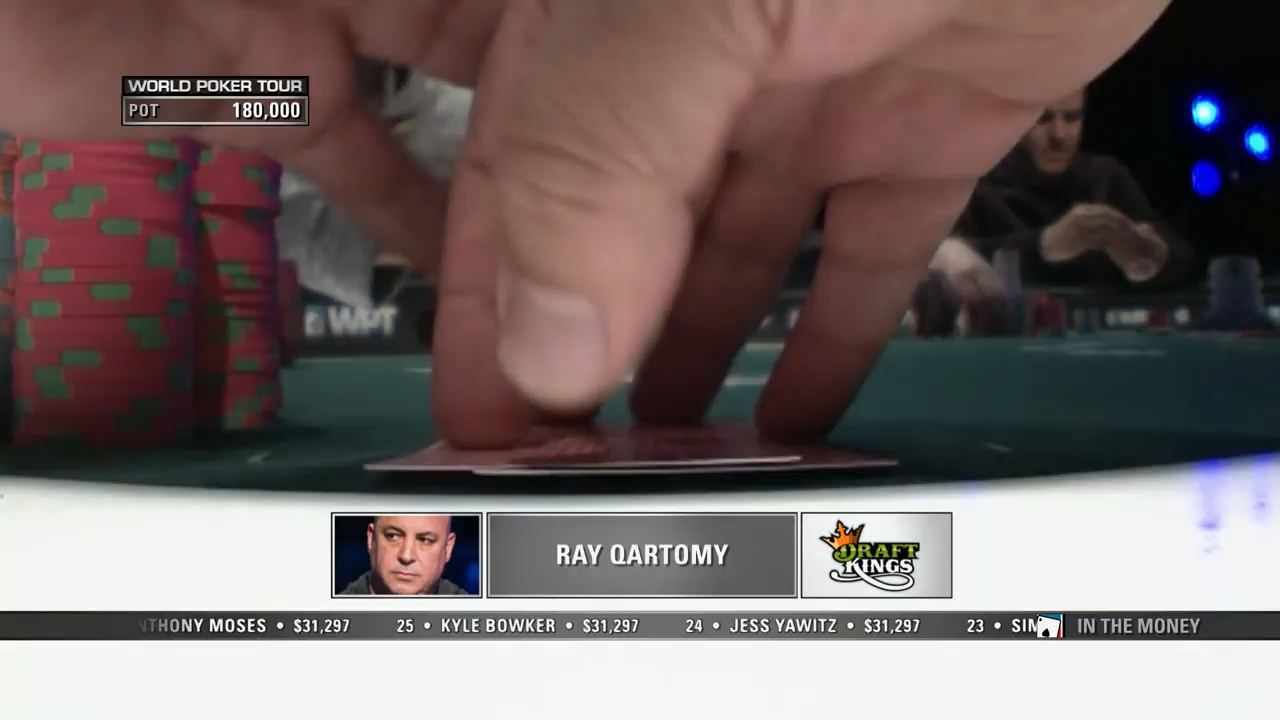 WORLD POKER TOUR
POT 180,000
WPT
RAY QARTOMY
DRAFT
KINGS
NTHONY MOSES • $31,297 25 • KYLE BOWKER • $31,297 24 • JESS YAWITZ • $31,297 23 • SIM IN THE MONEY